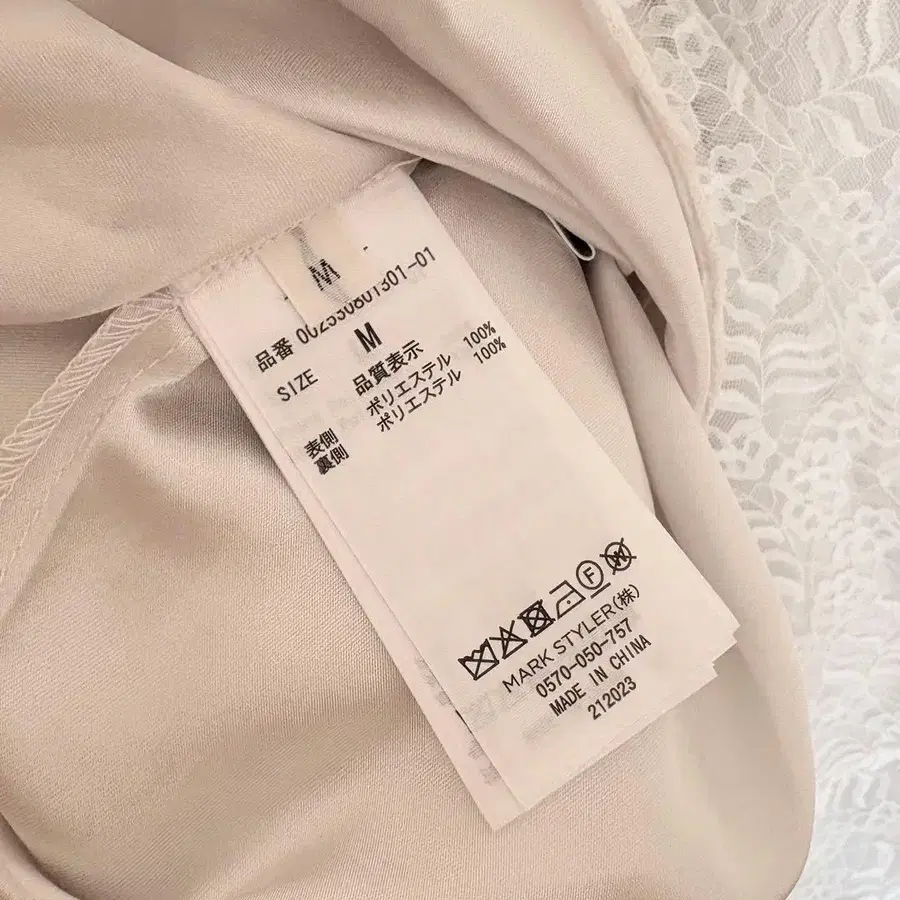 M
品番 002530801301-01
SIZE M
品質表示
表側 ポリエステル 100%
裏側 ポリエステル 100%
MARK STYLER(株)
0570-050-757
MADE IN CHINA
212023